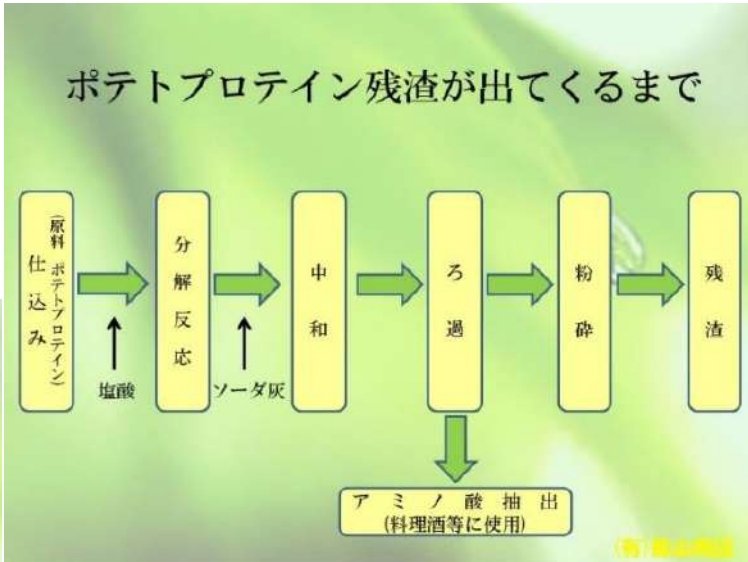 ポテトプロテイン残渣が出てくるまで
仕込み
(原料 ポテトプロテイン)
塩酸
分解反応
ソーダ灰
中和
ろ過
粉砕
残渣
アミノ酸抽出
(料理酒等に使用)